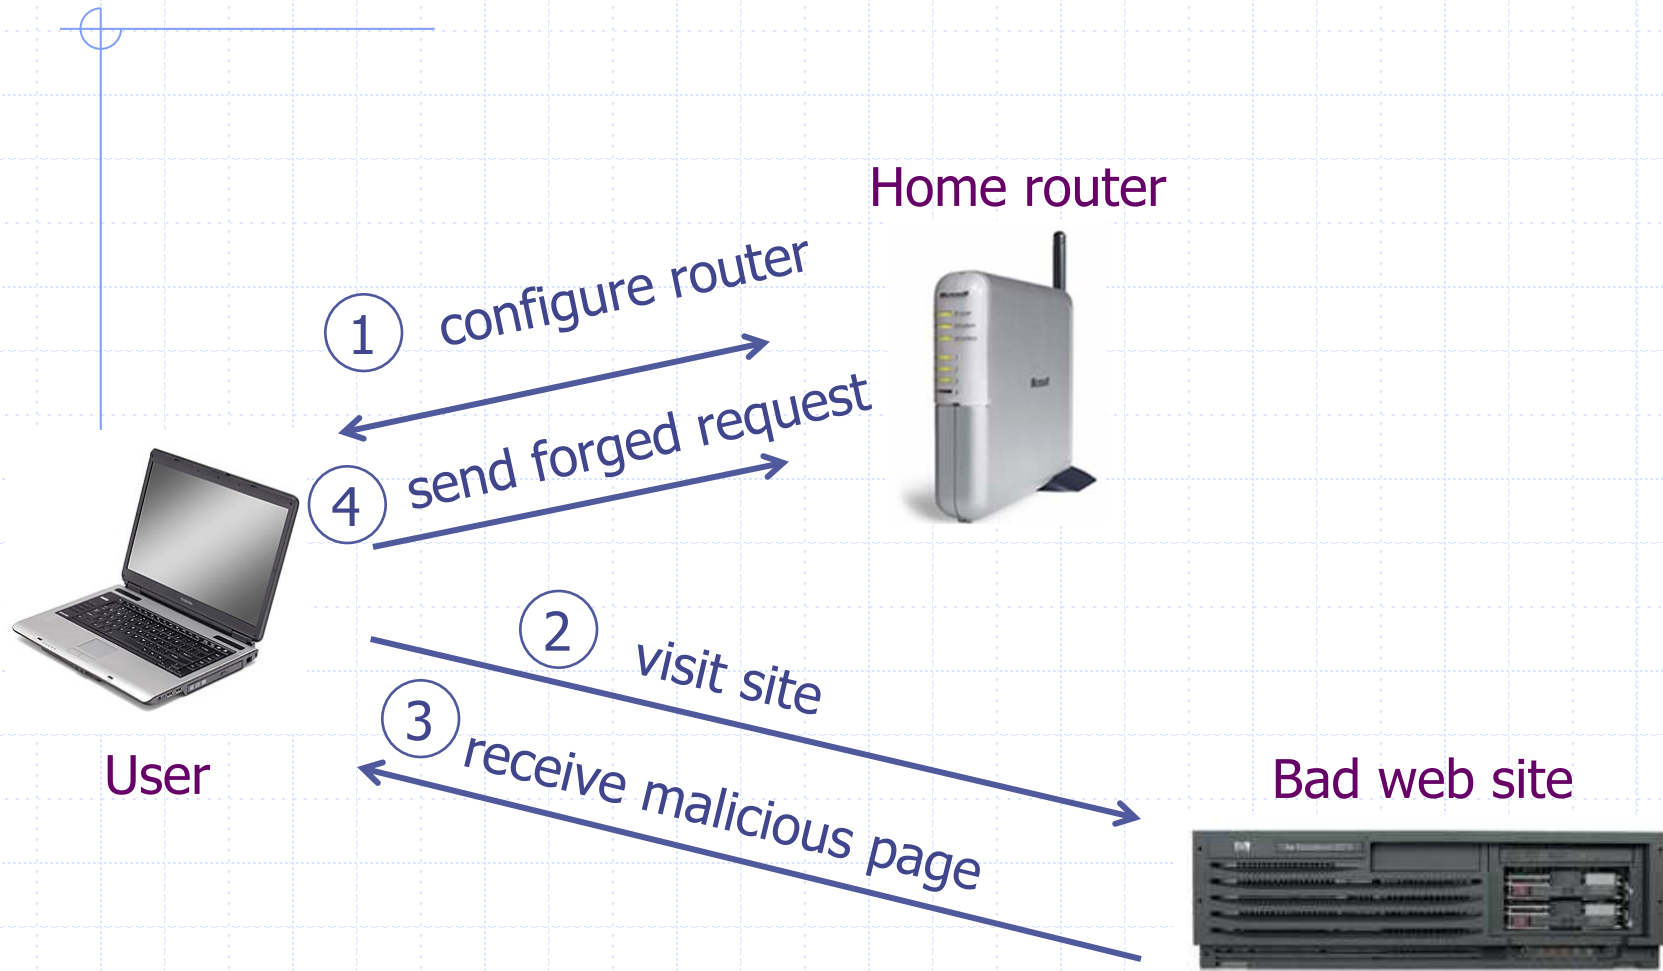 Home router
1 configure router
4 send forged request
2 visit site
3 receive malicious page
User
Bad web site
Microsoft